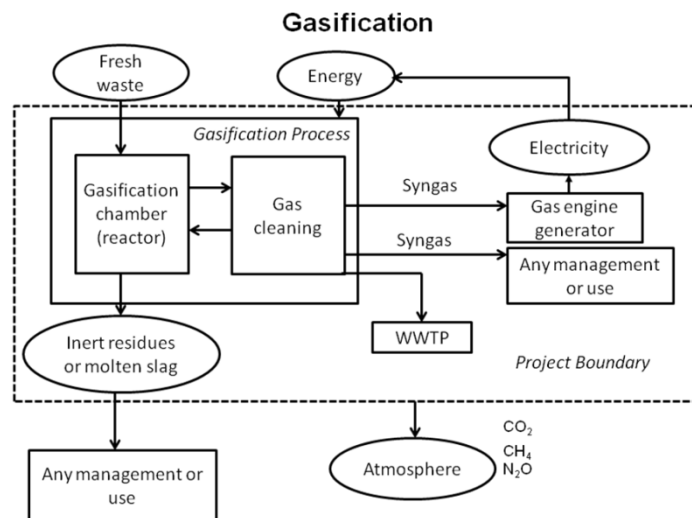 Gasification
Fresh
waste
Energy
Gasification Process
Electricity
Gasification
chamber
(reactor)
Gas
cleaning
Syngas
Gas engine
generator
Syngas
Any management
or use
WWTP
Inert residues
or molten slag
Project Boundary
CO₂
CH₄
N₂O
Atmosphere
Any management or
use